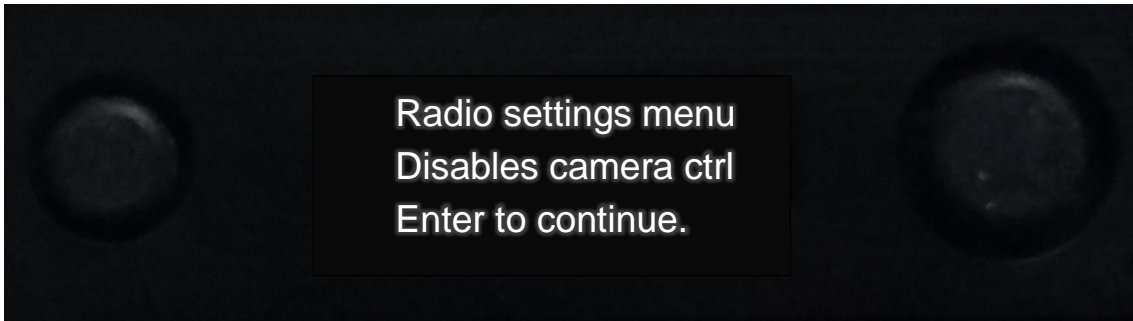 Radio settings menu
Disables camera ctrl
Enter to continue.